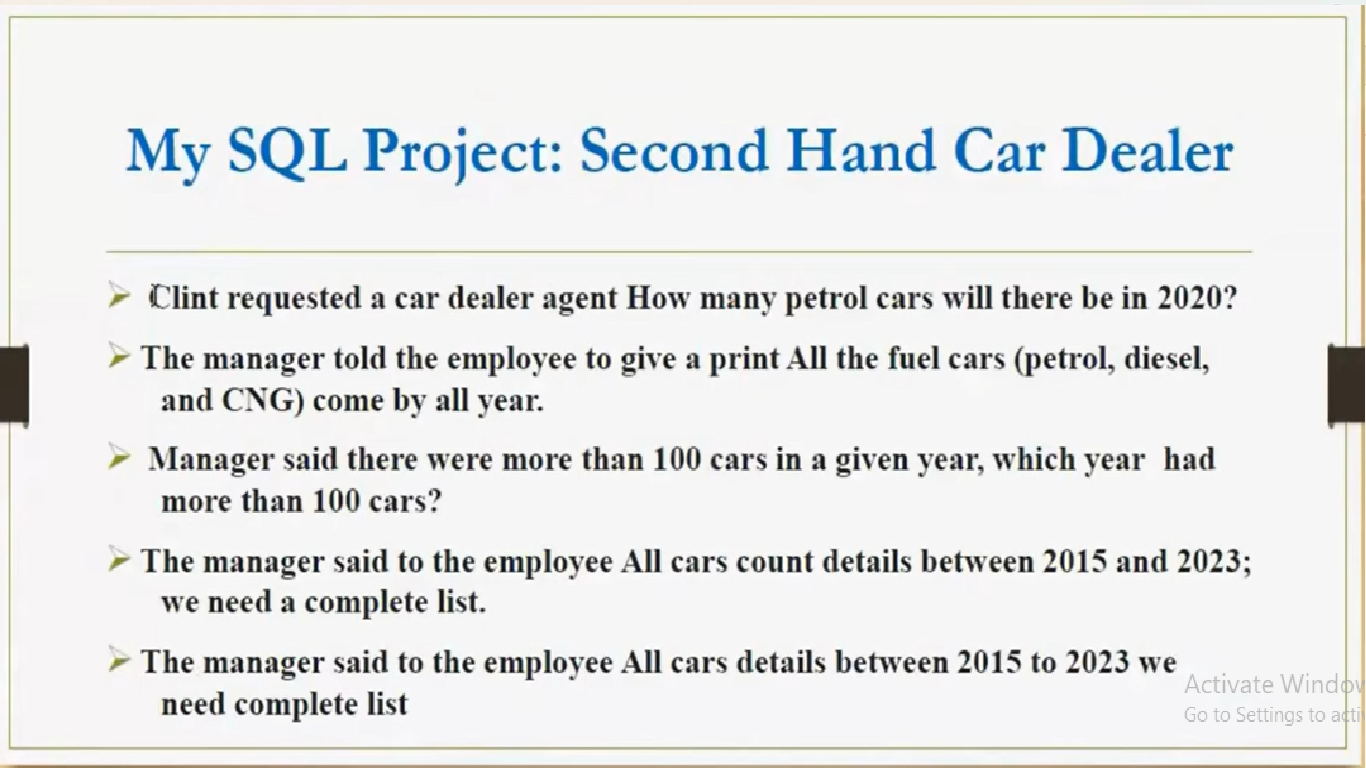 My SQL Project: Second Hand Car Dealer
Clint requested a car dealer agent How many petrol cars will there be in 2020?
The manager told the employee to give a print All the fuel cars (petrol, diesel,
and CNG) come by all year.
Manager said there were more than 100 cars in a given year, which year had
more than 100 cars?
The manager said to the employee All cars count details between 2015 and 2023;
we need a complete list.
The manager said to the employee All cars details between 2015 to 2023 we
need complete list
Activate Window
Go to Settings to acti